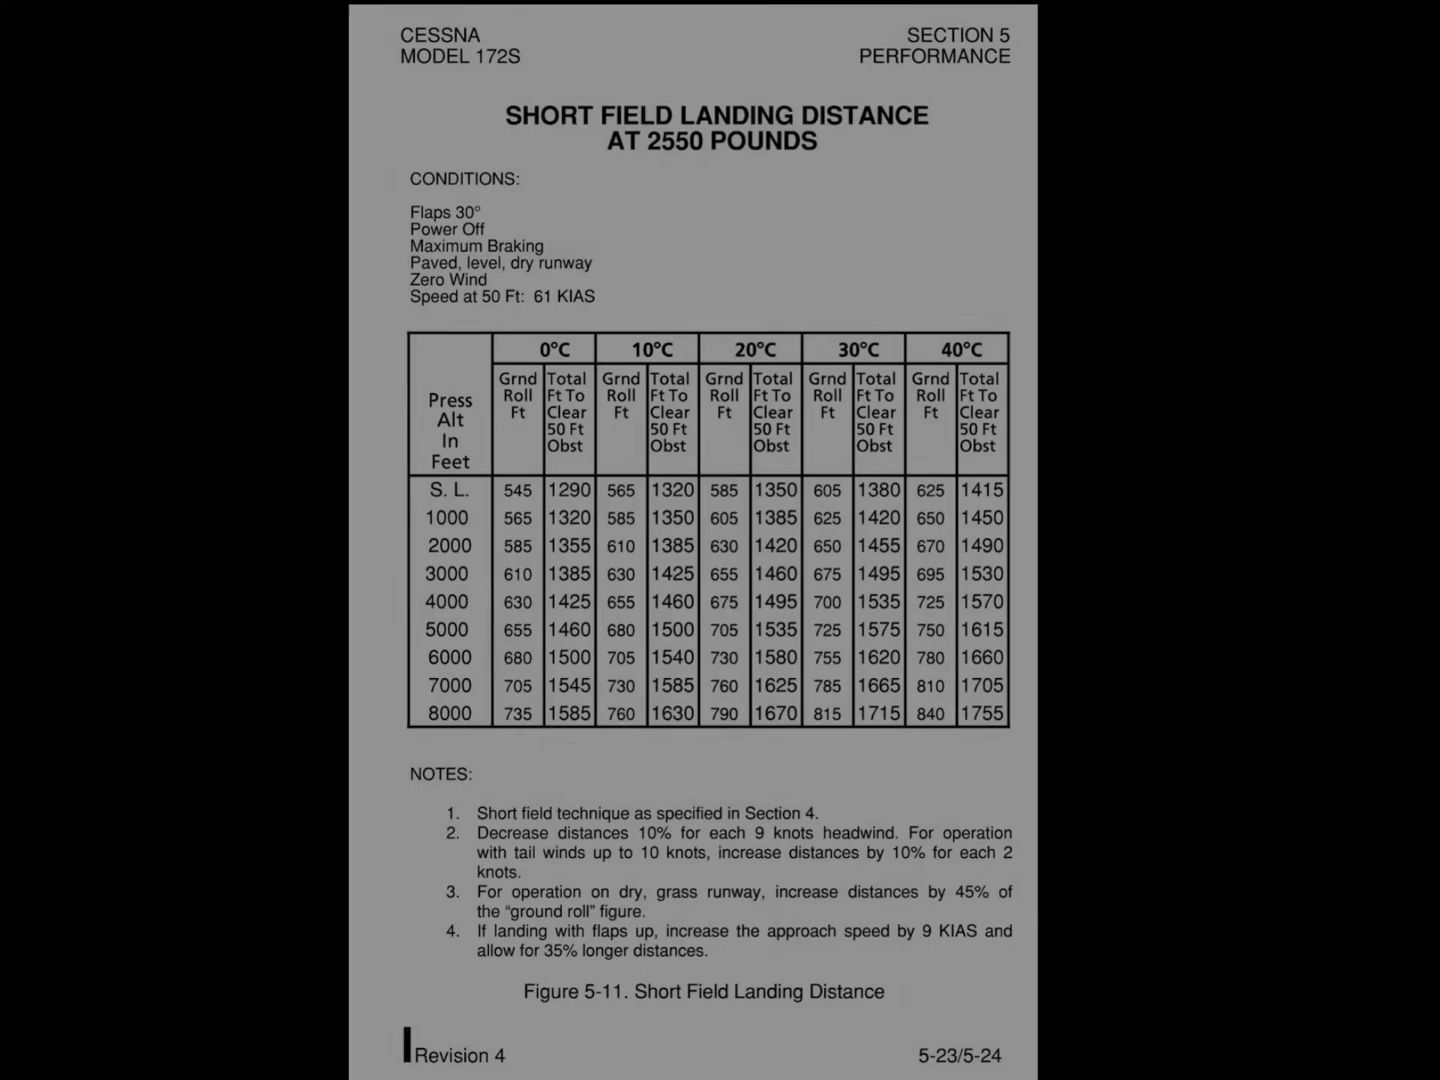 CESSNA SECTION 5
MODEL 172S PERFORMANCE
SHORT FIELD LANDING DISTANCE
AT 2550 POUNDS
CONDITIONS:
Flaps 30°
Power Off
Maximum Braking
Paved, level, dry runway
Zero Wind
Speed at 50 Ft: 61 KIAS
0°C 10°C 20°C 30°C 40°C
Press Alt In Feet Grnd Roll Ft Total Ft To Clear 50 Ft Obst Grnd Roll Ft Total Ft To Clear 50 Ft Obst Grnd Roll Ft Total Ft To Clear 50 Ft Obst Grnd Roll Ft Total Ft To Clear 50 Ft Obst Grnd Roll Ft Total Ft To Clear 50 Ft Obst
S. L. 545 1290 565 1320 585 1350 605 1380 625 1415
1000 565 1320 585 1350 605 1385 625 1420 650 1450
2000 585 1355 610 1385 630 1420 650 1455 670 1490
3000 610 1385 630 1425 655 1460 675 1495 695 1530
4000 630 1425 655 1460 675 1495 700 1535 725 1570
5000 655 1460 680 1500 705 1535 725 1575 750 1615
6000 680 1500 705 1540 730 1580 755 1620 780 1660
7000 705 1545 730 1585 760 1625 785 1665 810 1705
8000 735 1585 760 1630 790 1670 815 1715 840 1755
NOTES:
1. Short field technique as specified in Section 4.
2. Decrease distances 10% for each 9 knots headwind. For operation
with tail winds up to 10 knots, increase distances by 10% for each 2
knots.
3. For operation on dry, grass runway, increase distances by 45% of
the “ground roll” figure.
4. If landing with flaps up, increase the approach speed by 9 KIAS and
allow for 35% longer distances.
Figure 5-11. Short Field Landing Distance
Revision 4 5-23/5-24